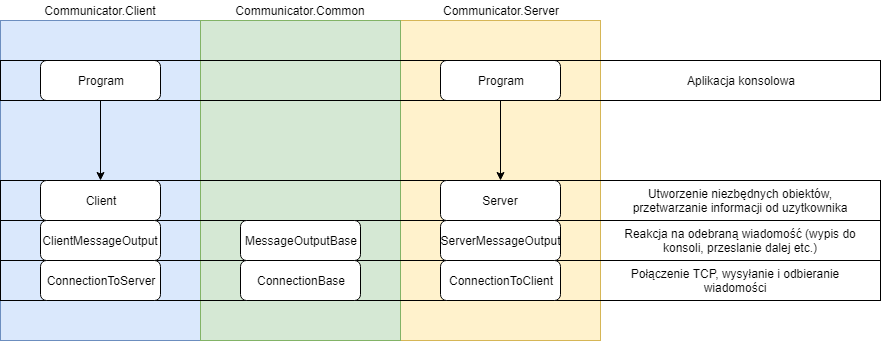 Communicator.Client
Communicator.Common
Communicator.Server
Program
Program
Aplikacja konsolowa
Client
Server
Utworzenie niezbędnych obiektów,
przetwarzanie informacji od uzytkownika
ClientMessageOutput
MessageOutputBase
ServerMessageOutput
Reakcja na odebraną wiadomość (wypis do
konsoli, przeslanie dalej etc.)
ConnectionToServer
ConnectionBase
ConnectionToClient
Połączenie TCP, wysyłanie i odbieranie
wiadomości